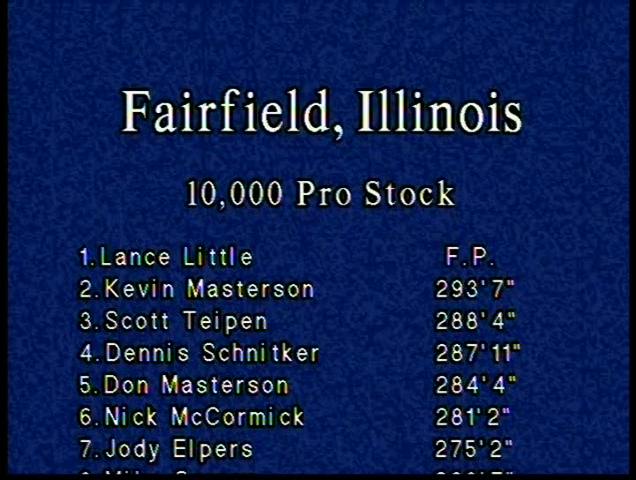 Fairfield, Illinois
10,000 Pro Stock
1.Lance Little F.P.
2.Kevin Masterson 293'7"
3.Scott Teipen 288'4"
4.Dennis Schnitker 287'11"
5.Don Masterson 284'4"
6.Nick McCormick 281'2"
7.Jody Elpers 275'2"